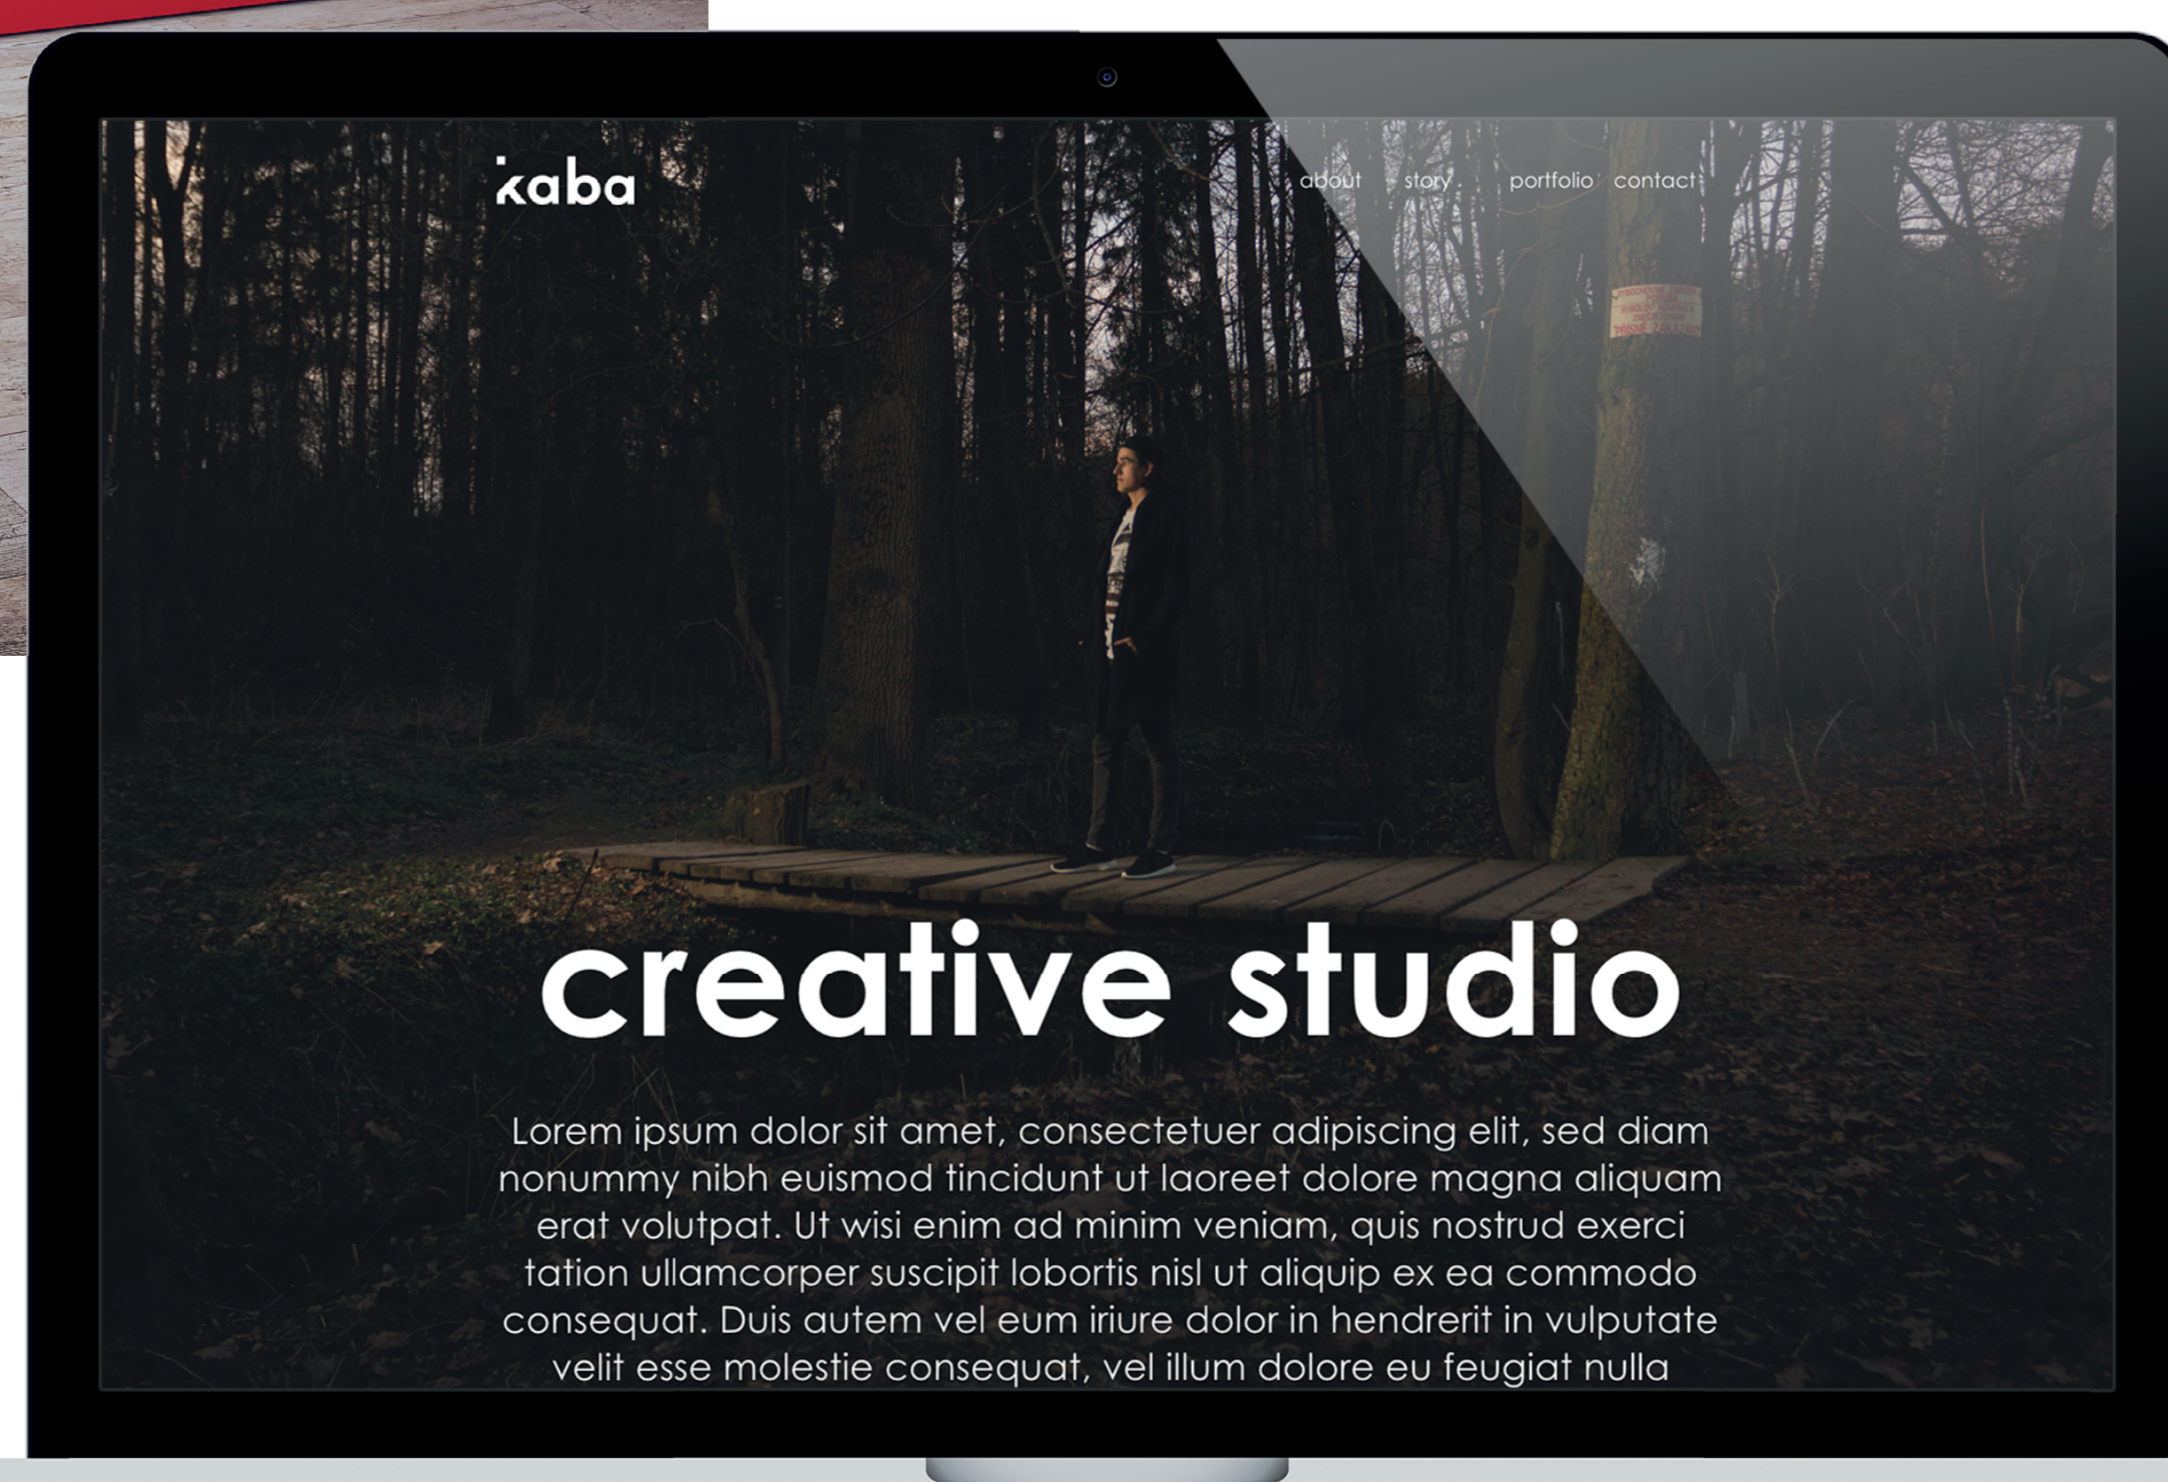 kaba
about story portfolio contact
PŘÍSNĚ ZAKÁZÁN
creative studio
Lorem ipsum dolor sit amet, consectetuer adipiscing elit, sed diam
nonummy nibh euismod tincidunt ut laoreet dolore magna aliquam
erat volutpat. Ut wisi enim ad minim veniam, quis nostrud exerci
tation ullamcorper suscipit lobortis nisl ut aliquip ex ea commodo
consequat. Duis autem vel eum iriure dolor in hendrerit in vulputate
velit esse molestie consequat, vel illum dolore eu feugiat nulla